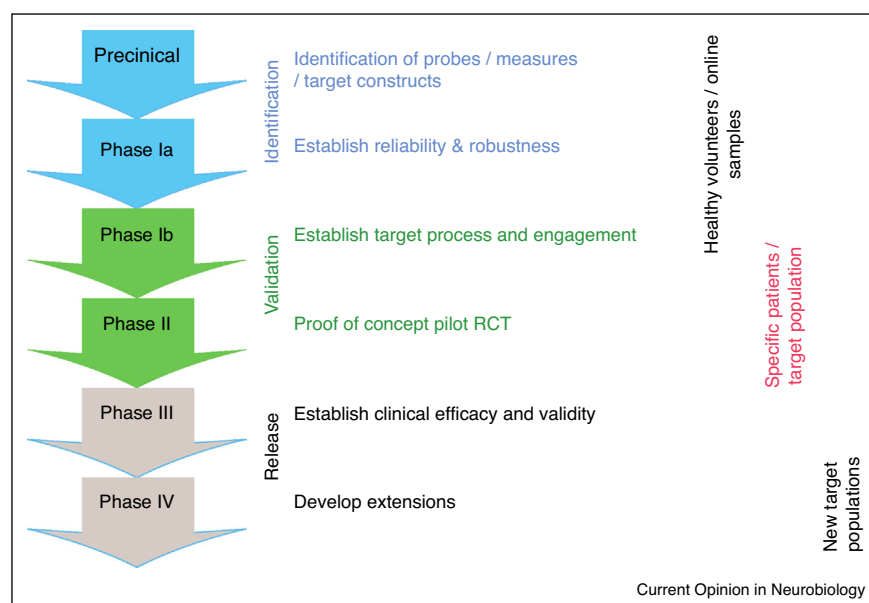 Precinical
Identification of probes / measures
/ target constructs
Identification
Phase Ia
Establish reliability & robustness
Healthy volunteers / online
samples
Phase Ib
Establish target process and engagement
Validation
Phase II
Proof of concept pilot RCT
Specific patients /
target population
Phase III
Establish clinical efficacy and validity
Release
Phase IV
Develop extensions
New target
populations
Current Opinion in Neurobiology